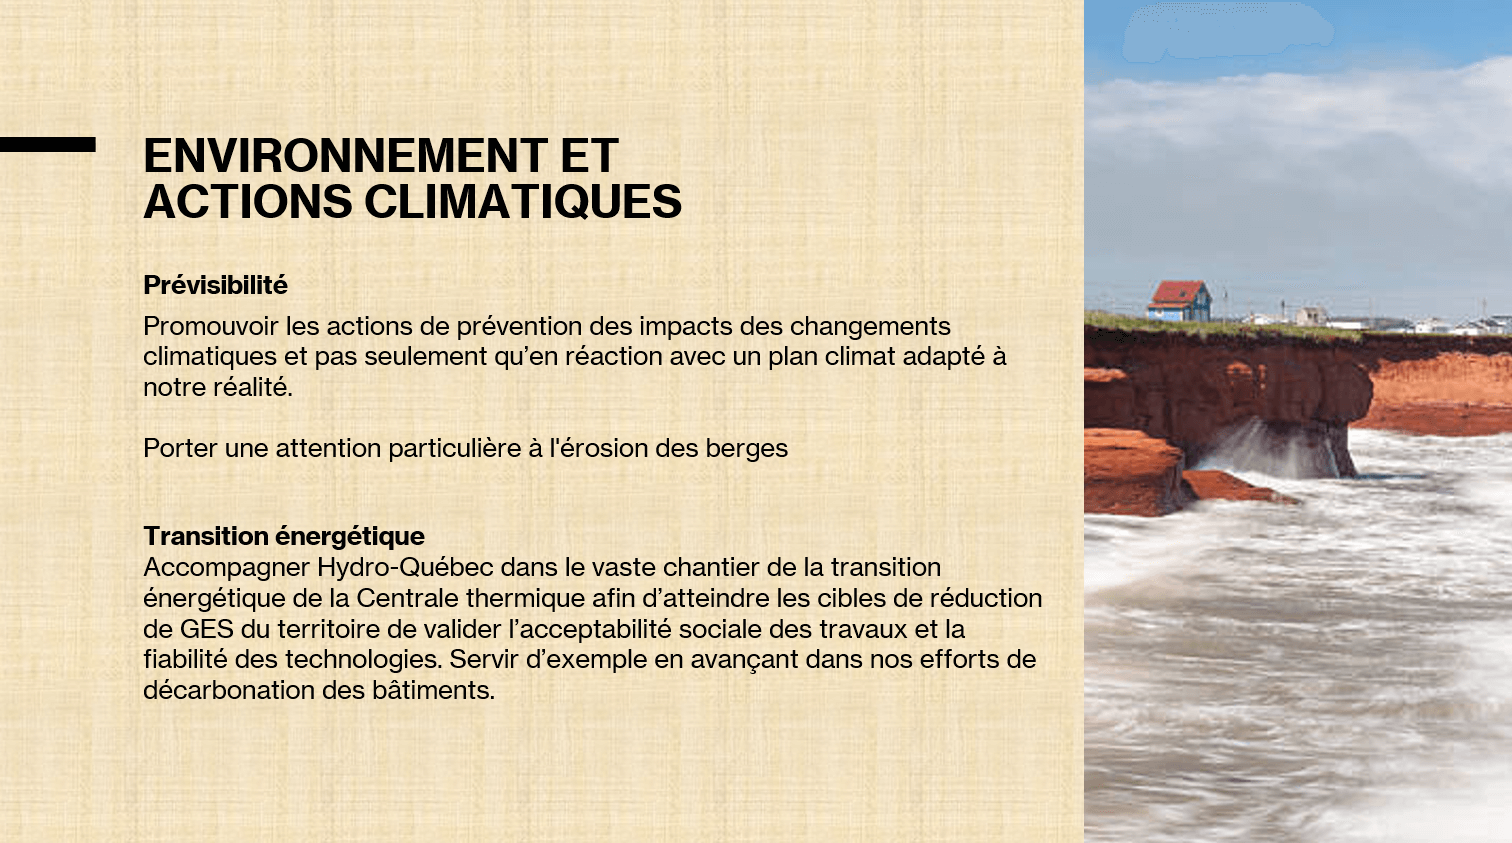 ENVIRONNEMENT ET
ACTIONS CLIMATIQUES
Prévisibilité
Promouvoir les actions de prévention des impacts des changements
climatiques et pas seulement qu’en réaction avec un plan climat adapté à
notre réalité.
Porter une attention particulière à l'érosion des berges
Transition énergétique
Accompagner Hydro-Québec dans le vaste chantier de la transition
énergétique de la Centrale thermique afin d’atteindre les cibles de réduction
de GES du territoire de valider l’acceptabilité sociale des travaux et la
fiabilité des technologies. Servir d’exemple en avançant dans nos efforts de
décarbonation des bâtiments.